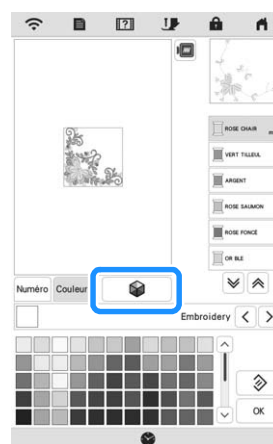 ROSE CHAIR
VERT TILLEUL
ARGENT
ROSE SAUMON
ROSE FONCÉ
OR BLE
Numéro Couleur
Embroidery
OK